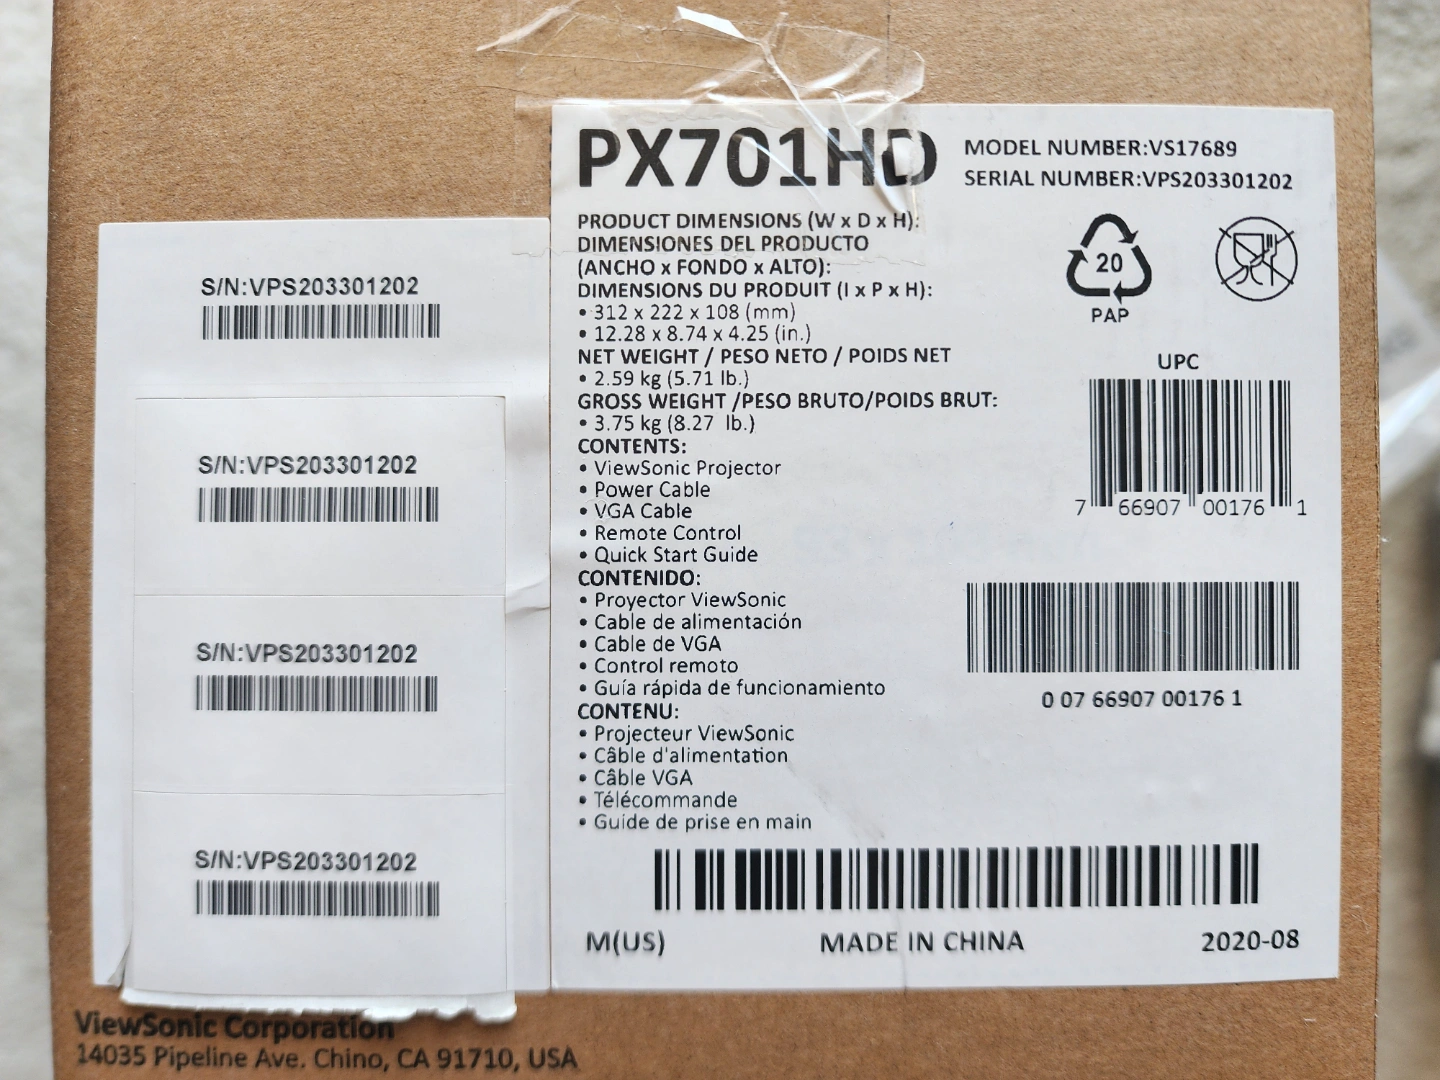 PX701HD
MODEL NUMBER:VS17689
SERIAL NUMBER:VPS203301202
PRODUCT DIMENSIONS (W x D x H):
DIMENSIONES DEL PRODUCTO
(ANCHO x FONDO x ALTO):
DIMENSIONS DU PRODUIT (l x P x H):
• 312 x 222 x 108 (mm)
• 12.28 x 8.74 x 4.25 (in.)
NET WEIGHT / PESO NETO / POIDS NET
• 2.59 kg (5.71 lb.)
GROSS WEIGHT /PESO BRUTO/POIDS BRUT:
• 3.75 kg (8.27 lb.)
CONTENTS:
• ViewSonic Projector
• Power Cable
• VGA Cable
• Remote Control
• Quick Start Guide
CONTENIDO:
• Proyector ViewSonic
• Cable de alimentación
• Cable de VGA
• Control remoto
• Guía rápida de funcionamiento
CONTENU:
• Projecteur ViewSonic
• Câble d'alimentation
• Câble VGA
• Télécommande
• Guide de prise en main
20
PAP
UPC
7 66907 00176 1
0 07 66907 00176 1
M(US)
MADE IN CHINA
2020-08
S/N:VPS203301202
S/N:VPS203301202
S/N:VPS203301202
S/N:VPS203301202
ViewSonic Corporation
14035 Pipeline Ave. Chino, CA 91710, USA